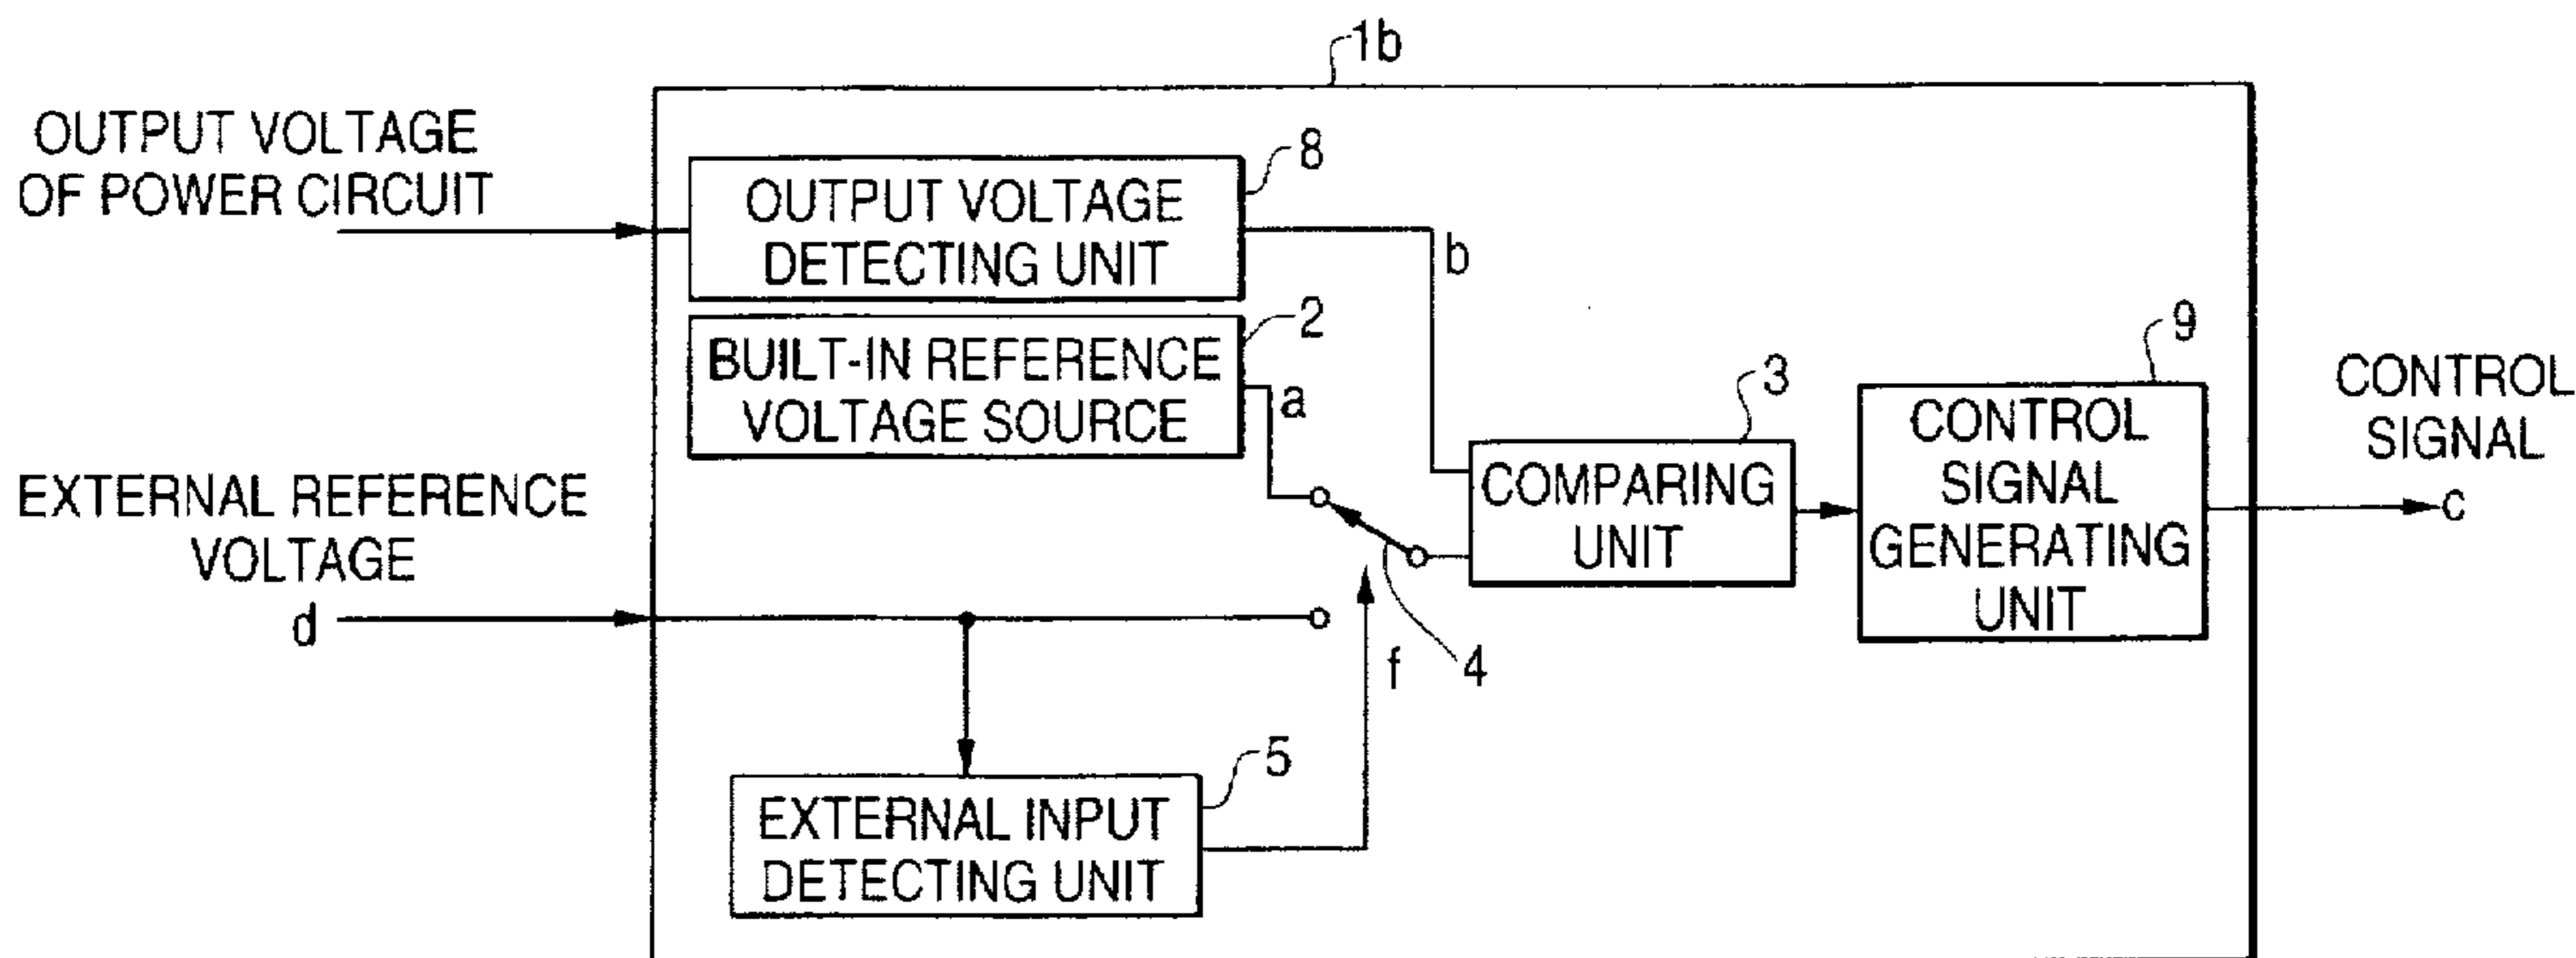 1b
OUTPUT VOLTAGE
OF POWER CIRCUIT
8
OUTPUT VOLTAGE
DETECTING UNIT
b
2
BUILT-IN REFERENCE
VOLTAGE SOURCE
a
3
COMPARING
UNIT
9
CONTROL
SIGNAL
GENERATING
UNIT
CONTROL
SIGNAL
c
EXTERNAL REFERENCE
VOLTAGE
d
4
f
5
EXTERNAL INPUT
DETECTING UNIT